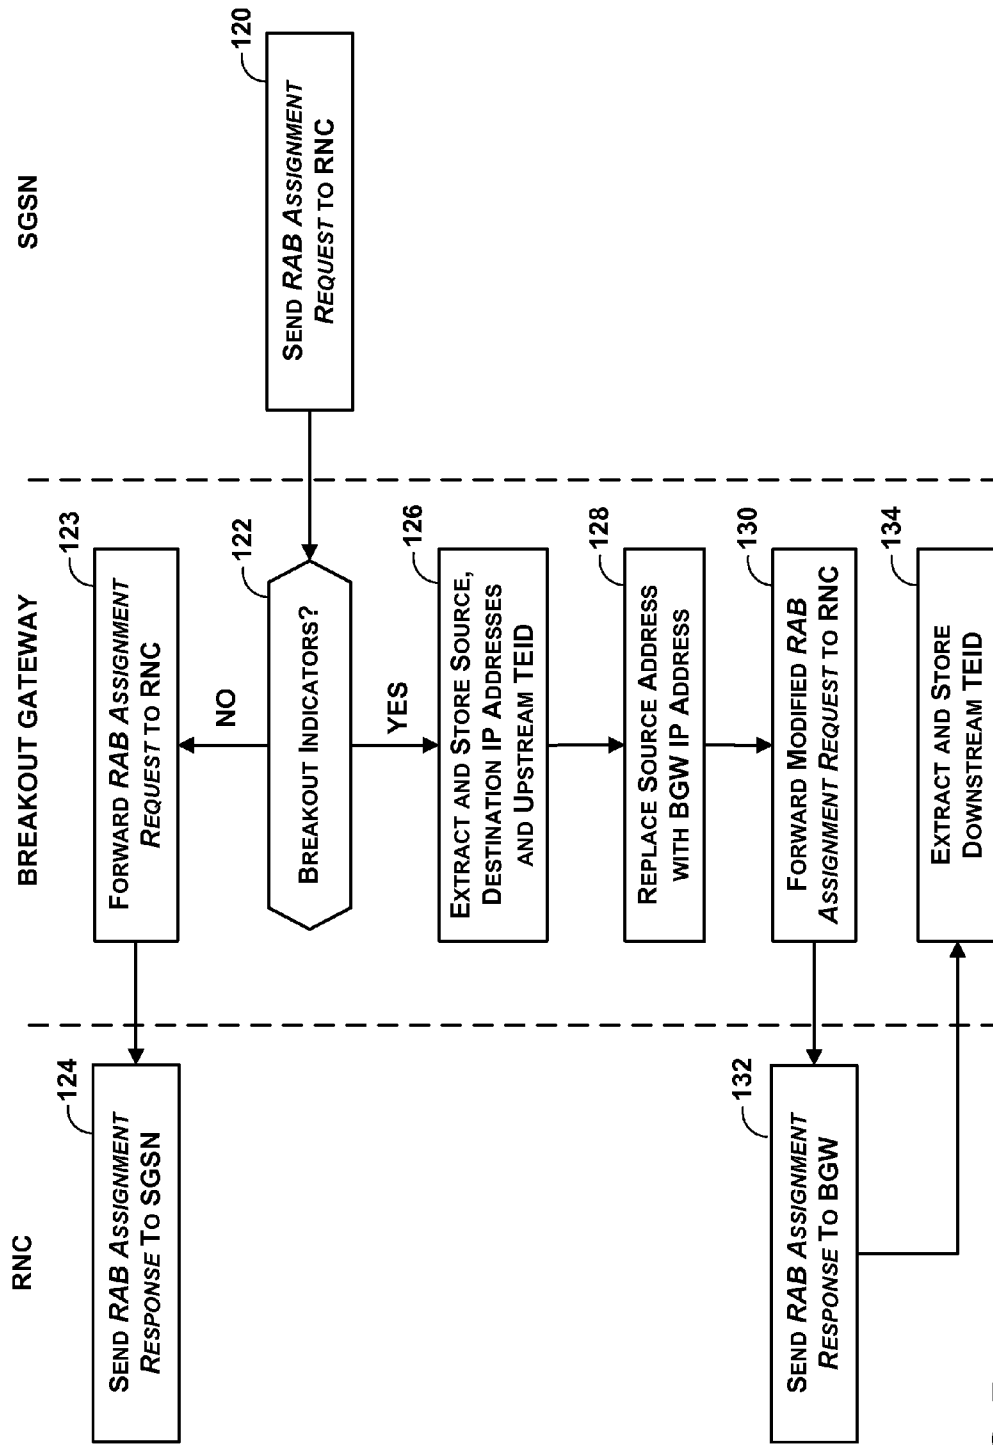 RNC
BREAKOUT GATEWAY
SGSN
124
SEND RAB ASSIGNMENT
RESPONSE TO SGSN
123
FORWARD RAB ASSIGNMENT
REQUEST TO RNC
NO
122
BREAKOUT INDICATORS?
120
SEND RAB ASSIGNMENT
REQUEST TO RNC
YES
126
EXTRACT AND STORE SOURCE,
DESTINATION IP ADDRESSES
AND UPSTREAM TEID
128
REPLACE SOURCE ADDRESS
WITH BGW IP ADDRESS
130
FORWARD MODIFIED RAB
ASSIGNMENT REQUEST TO RNC
132
SEND RAB ASSIGNMENT
RESPONSE TO BGW
134
EXTRACT AND STORE
DOWNSTREAM TEID